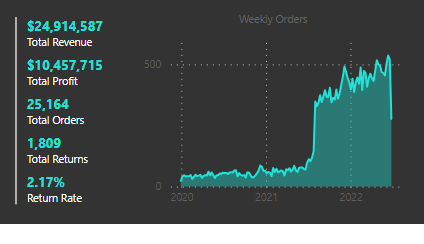 $24,914,587
Total Revenue
$10,457,715
Total Profit
25,164
Total Orders
1,809
Total Returns
2.17%
Return Rate
Weekly Orders
500
0
2020
2021
2022